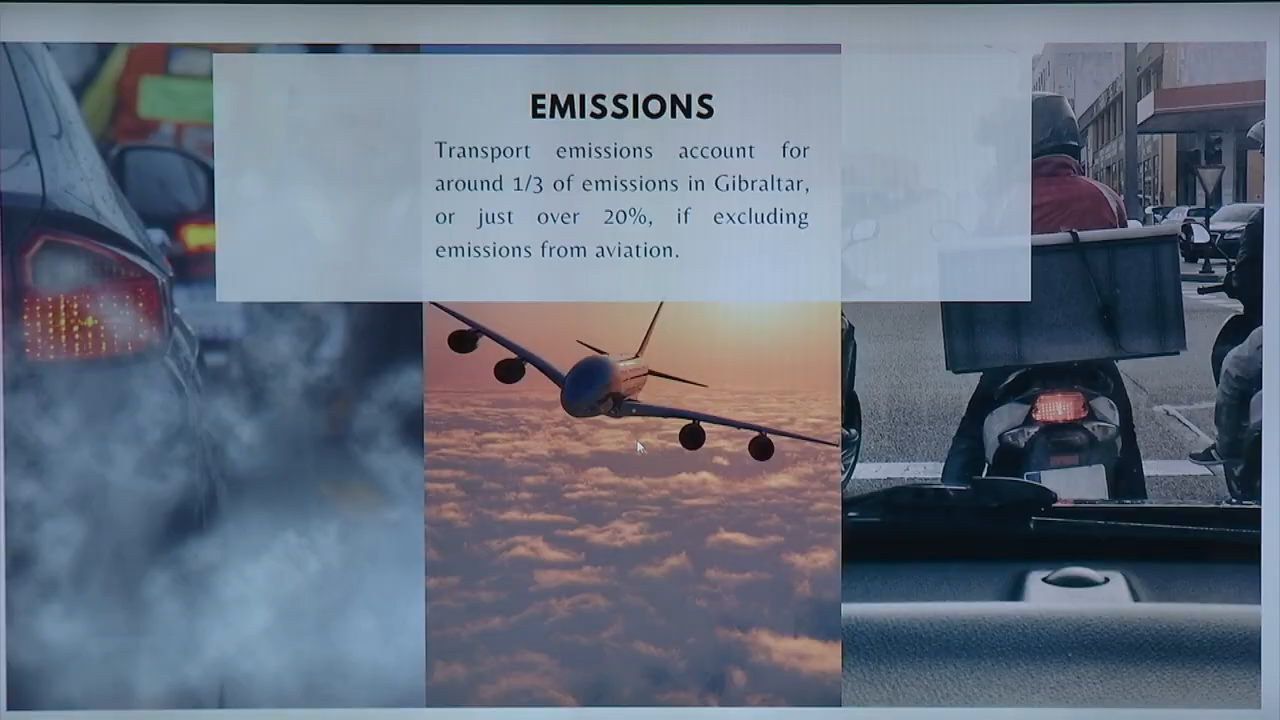 EMISSIONS
Transport emissions account for
around 1/3 of emissions in Gibraltar,
or just over 20%, if excluding
emissions from aviation.